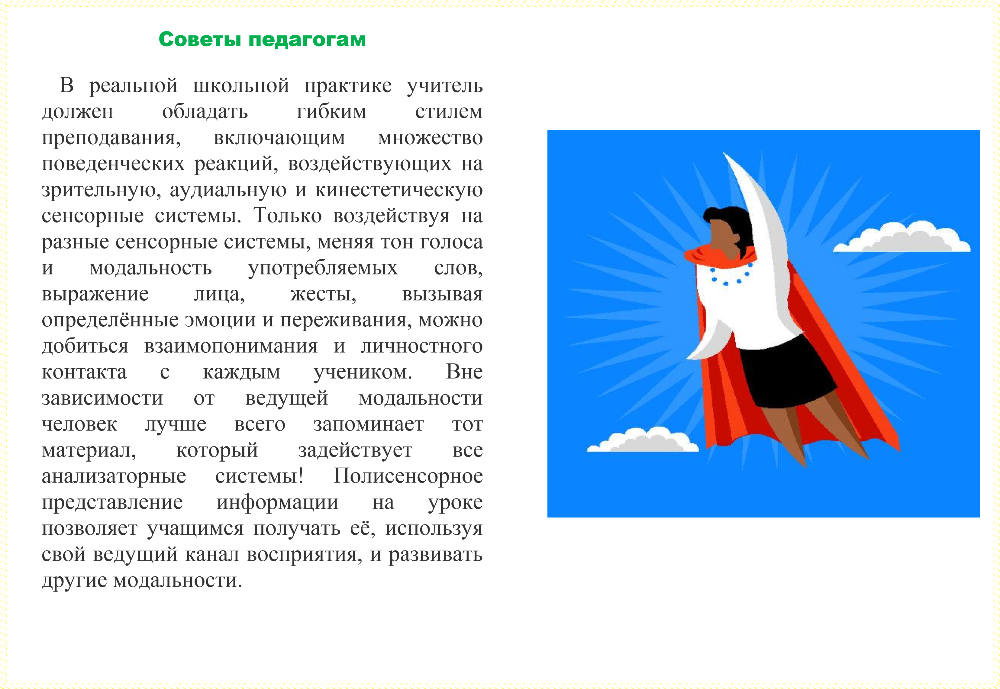 Советы педагогам
В реальной школьной практике учитель
должен обладать гибким стилем
преподавания, включающим множество
поведенческих реакций, воздействующих на
зрительную, аудиальную и кинестетическую
сенсорные системы. Только воздействуя на
разные сенсорные системы, меняя тон голоса
и модальность употребляемых слов,
выражение лица, жесты, вызывая
определённые эмоции и переживания, можно
добиться взаимопонимания и личностного
контакта с каждым учеником. Вне
зависимости от ведущей модальности
человек лучше всего запоминает тот
материал, который задействует все
анализаторные системы! Полисенсорное
представление информации на уроке
позволяет учащимся получать её, используя
свой ведущий канал восприятия, и развивать
другие модальности.